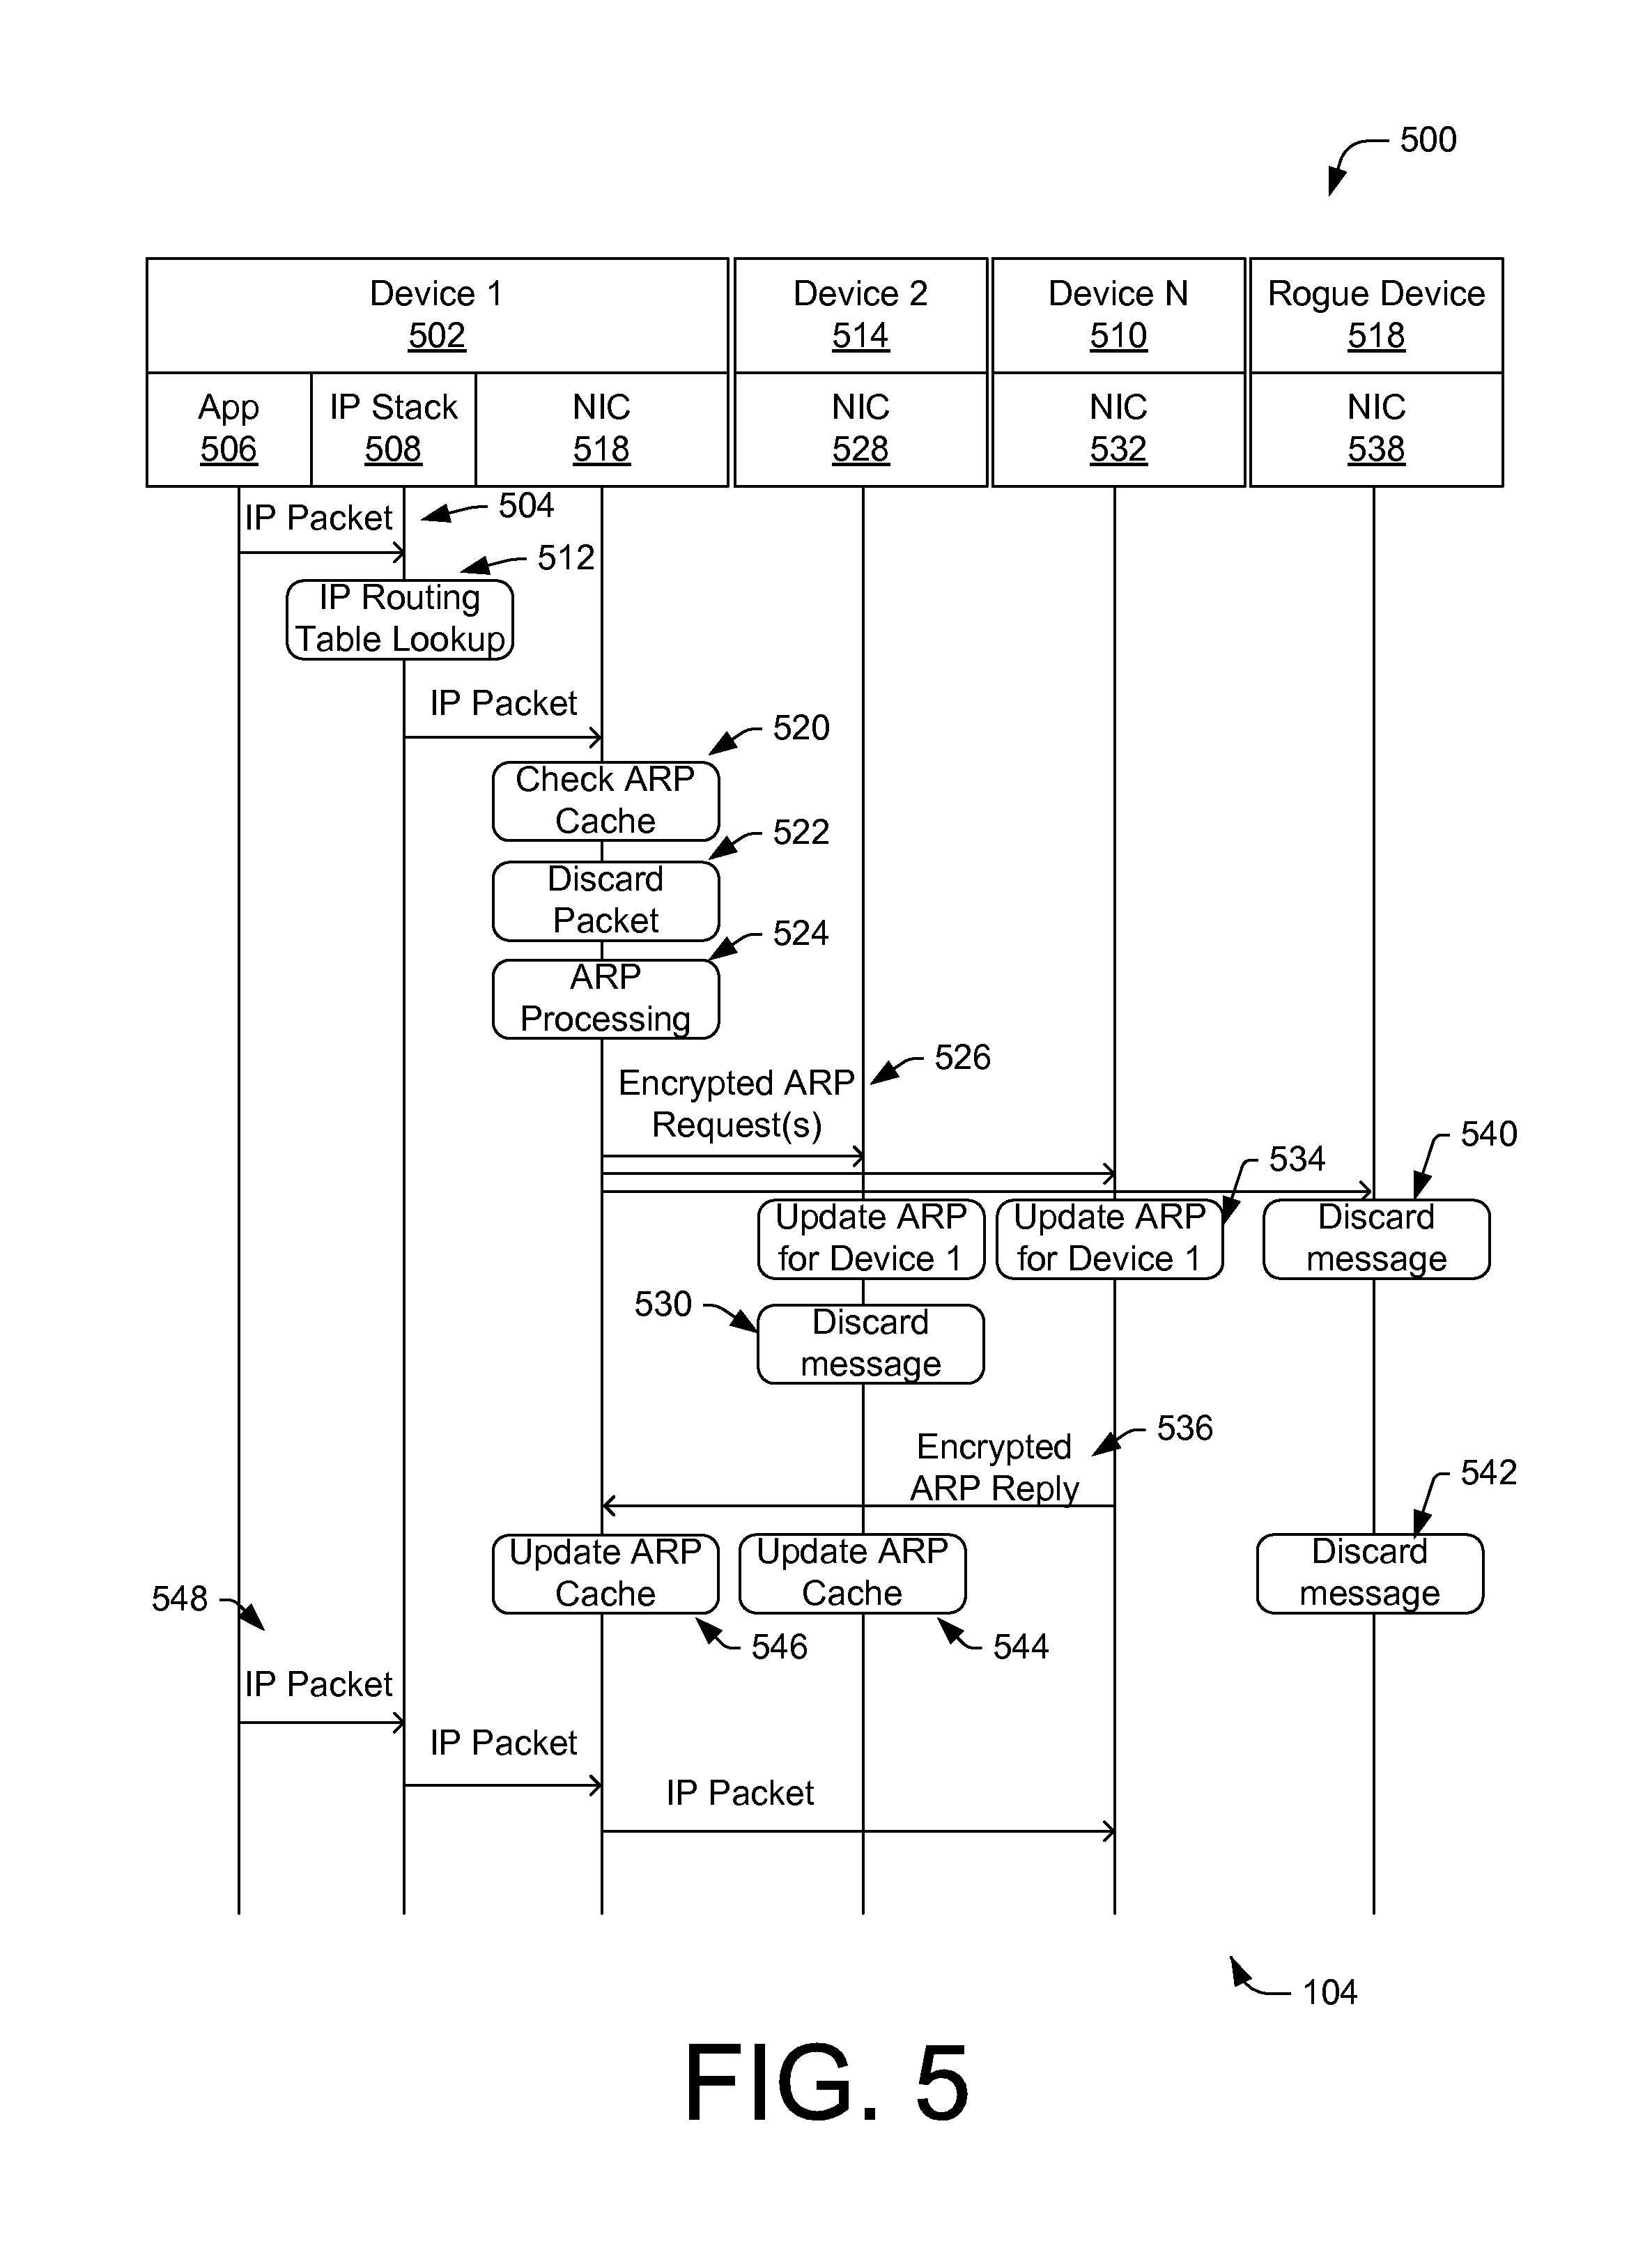 500
Device 1
502
Device 2
514
Device N
510
Rogue Device
518
App
506
IP Stack
508
NIC
518
NIC
528
NIC
532
NIC
538
IP Packet
504
512
IP Routing
Table Lookup
IP Packet
520
Check ARP
Cache
522
Discard
Packet
524
ARP
Processing
526
Encrypted ARP
Request(s)
540
534
Update ARP
for Device 1
Update ARP
for Device 1
Discard
message
530
Discard
message
536
Encrypted
ARP Reply
542
Update ARP
Cache
Update ARP
Cache
Discard
message
548
546
544
IP Packet
IP Packet
IP Packet
104
FIG. 5